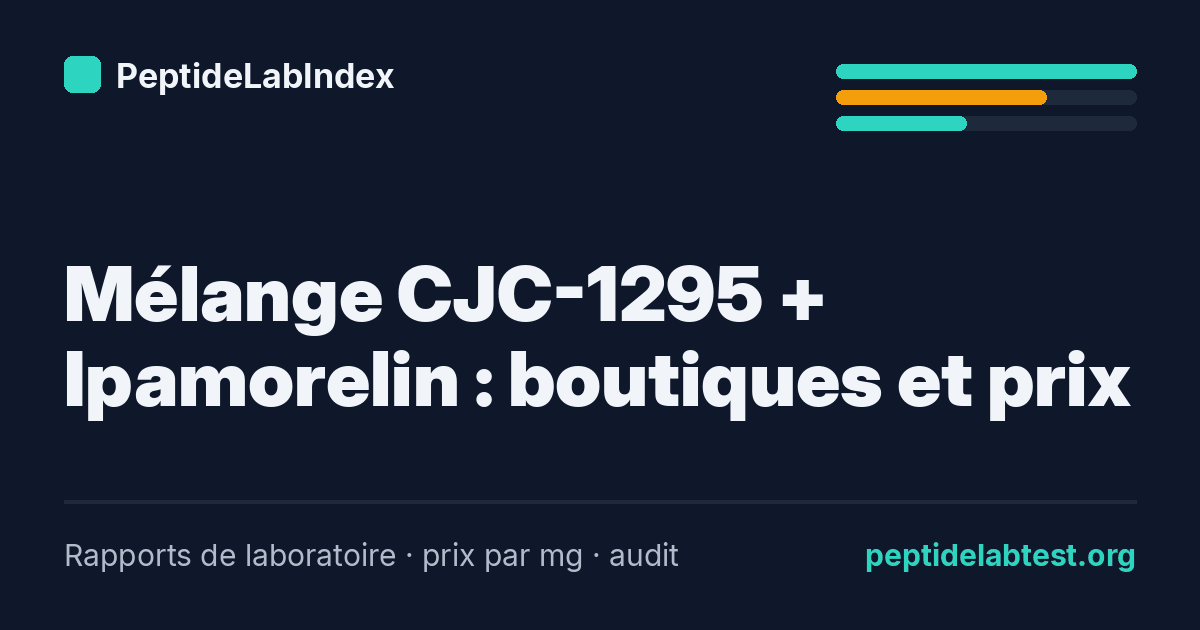 PeptideLabIndex
Mélange CJC-1295 +
Ipamorelin : boutiques et prix
Rapports de laboratoire · prix par mg · audit
peptidelabtest.org